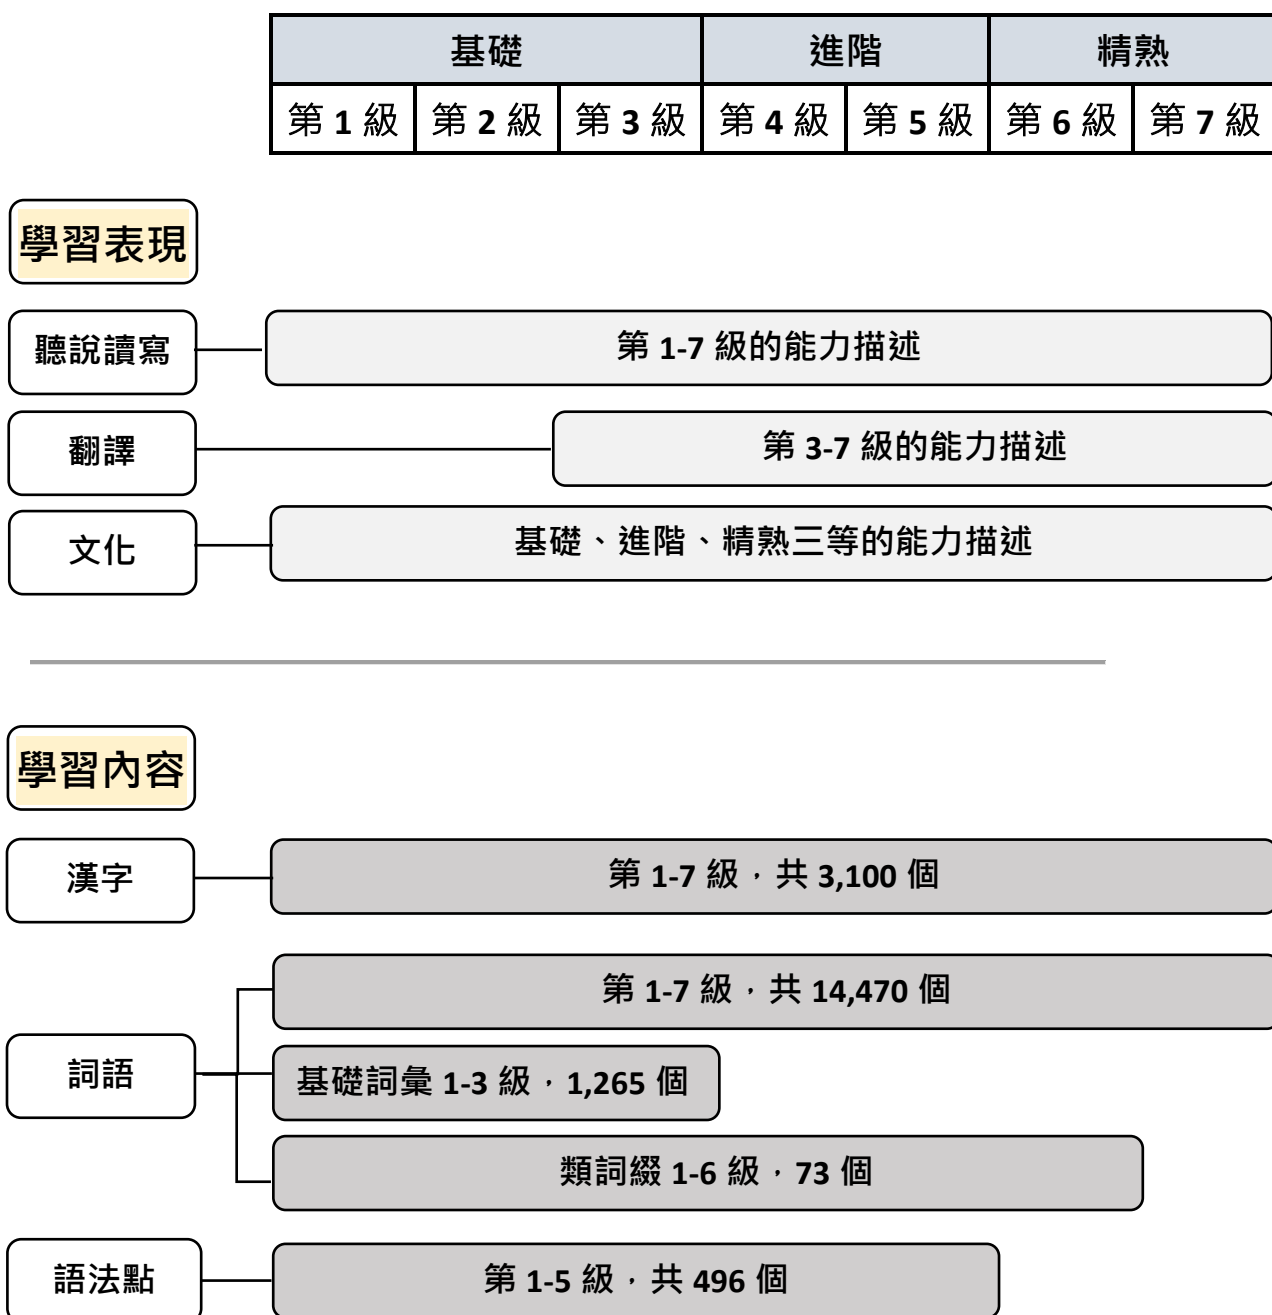 基礎 進階 精熟
第 1 級 第 2 級 第 3 級 第 4 級 第 5 級 第 6 級 第 7 級
學習表現
聽說讀寫 第 1-7 級的能力描述
翻譯 第 3-7 級的能力描述
文化 基礎、進階、精熟三等的能力描述
學習內容
漢字 第 1-7 級，共 3,100 個
第 1-7 級，共 14,470 個
詞語 基礎詞彙 1-3 級，1,265 個
類詞綴 1-6 級，73 個
語法點 第 1-5 級，共 496 個